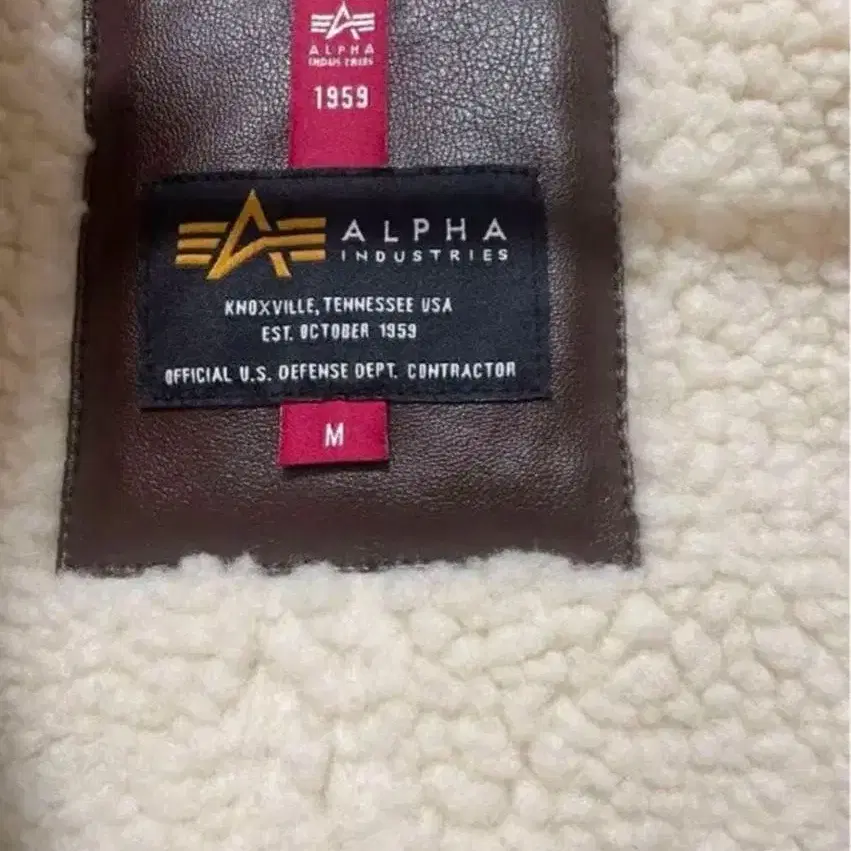 ALPHA
INDUSTRIES
1959
ALPHA
INDUSTRIES
KNOXVILLE, TENNESSEE USA
EST. OCTOBER 1959
OFFICIAL U.S. DEFENSE DEPT. CONTRACTOR
M